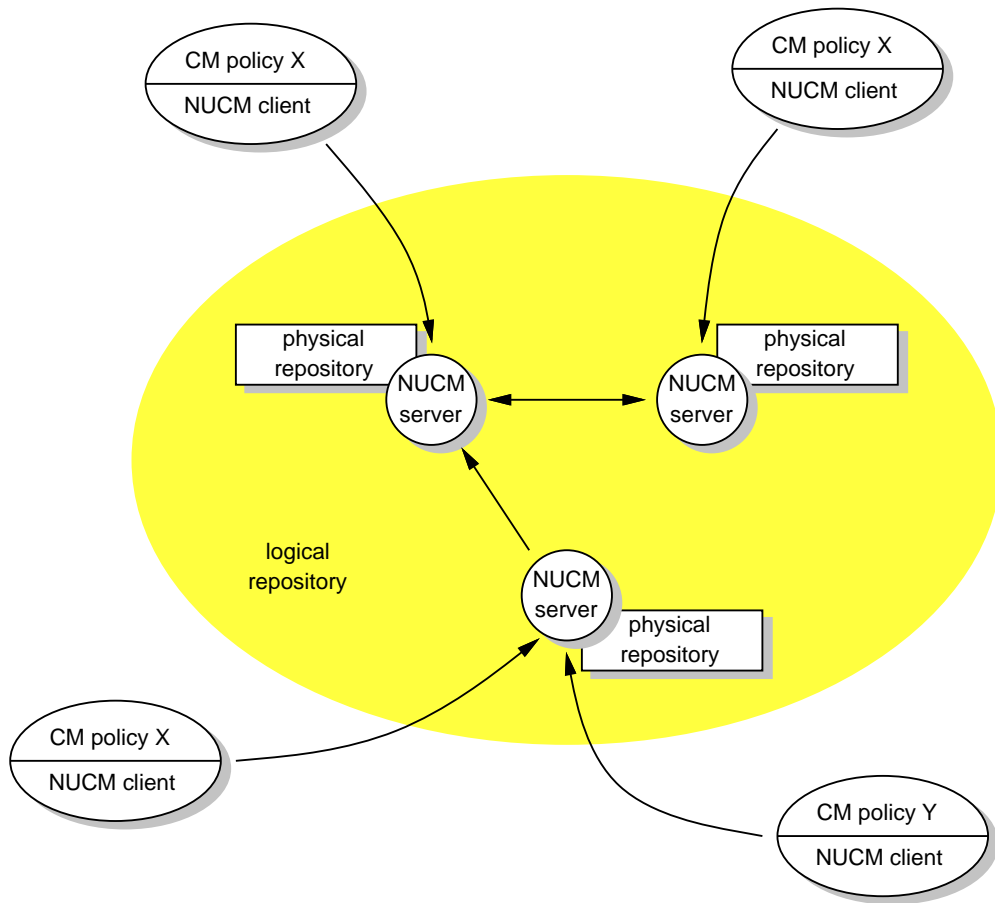 CM policy X
NUCM client
CM policy X
NUCM client
physical
repository
NUCM
server
physical
repository
NUCM
server
logical
repository
NUCM
server
physical
repository
CM policy X
NUCM client
CM policy Y
NUCM client